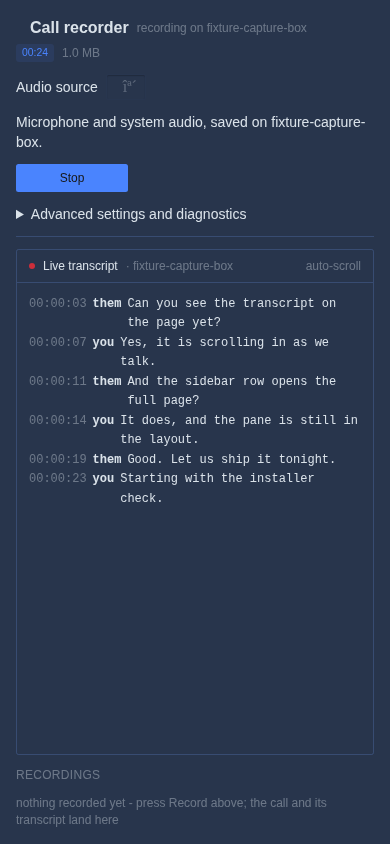 Call recorder recording on fixture-capture-box
00:24 1.0 MB
Audio source
Microphone and system audio, saved on fixture-capture-
box.
Stop
Advanced settings and diagnostics
Live transcript · fixture-capture-box auto-scroll
00:00:03 them Can you see the transcript on
the page yet?
00:00:07 you Yes, it is scrolling in as we
talk.
00:00:11 them And the sidebar row opens the
full page?
00:00:14 you It does, and the pane is still in
the layout.
00:00:19 them Good. Let us ship it tonight.
00:00:23 you Starting with the installer
check.
RECORDINGS
nothing recorded yet - press Record above; the call and its
transcript land here